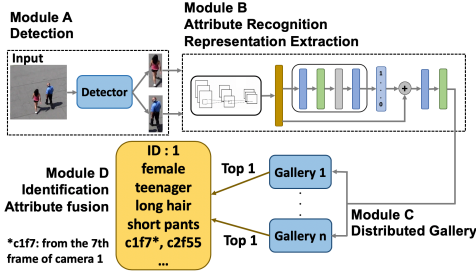 Module A
Detection
Module B
Attribute Recognition
Representation Extraction
Input
Detector
1
0
+
Module D
Identification
Attribute fusion
ID : 1
female
teenager
long hair
short pants
c1f7*, c2f55
...
Top 1
Top 1
Gallery 1
Gallery n
Module C
Distributed Gallery
*c1f7: from the 7th
frame of camera 1